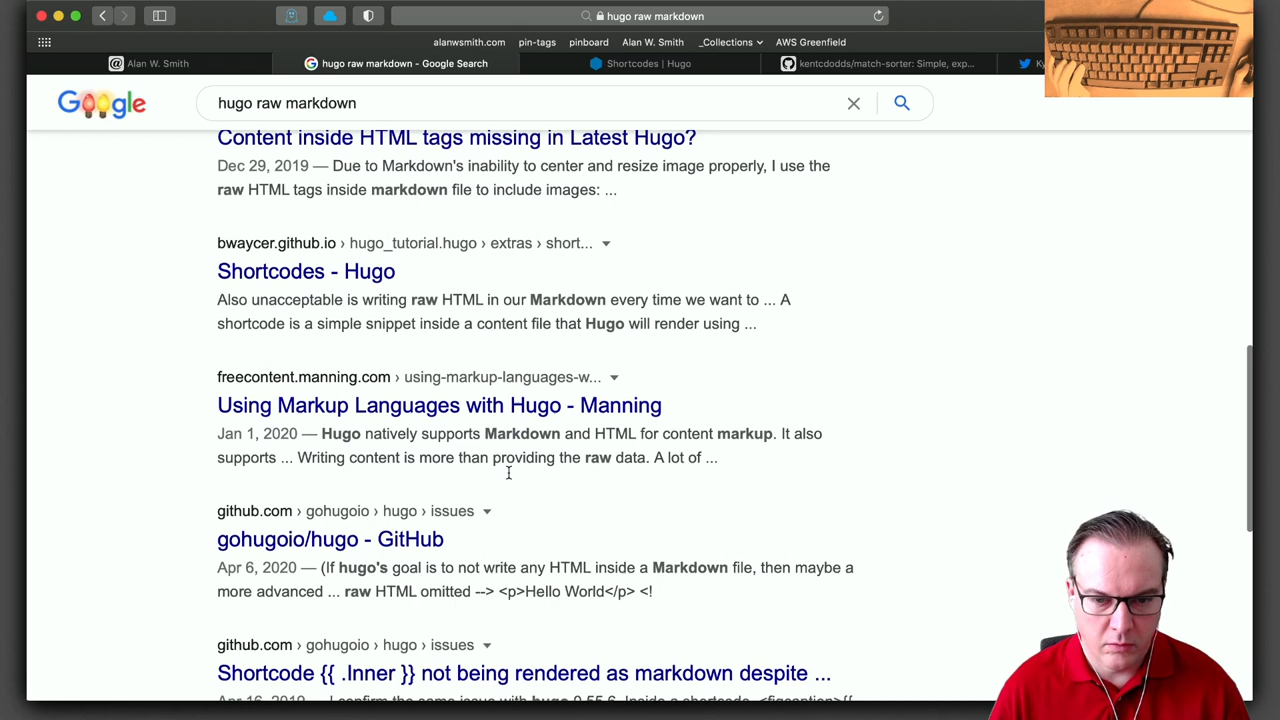 hugo raw markdown
alanwsmith.com pin-tags pinboard Alan W. Smith _Collections AWS Greenfield
Alan W. Smith hugo raw markdown - Google Search Shortcodes | Hugo kentcdodds/match-sorter: Simple, exp...
Google hugo raw markdown
Content inside HTML tags missing in Latest Hugo?
Dec 29, 2019 — Due to Markdown's inability to center and resize image properly, I use the
raw HTML tags inside markdown file to include images: ...
bwaycer.github.io › hugo_tutorial.hugo › extras › short...
Shortcodes - Hugo
Also unacceptable is writing raw HTML in our Markdown every time we want to ... A
shortcode is a simple snippet inside a content file that Hugo will render using ...
freecontent.manning.com › using-markup-languages-w...
Using Markup Languages with Hugo - Manning
Jan 1, 2020 — Hugo natively supports Markdown and HTML for content markup. It also
supports ... Writing content is more than providing the raw data. A lot of ...
github.com › gohugoio › hugo › issues
gohugoio/hugo - GitHub
Apr 6, 2020 — (If hugo's goal is to not write any HTML inside a Markdown file, then maybe a
more advanced ... raw HTML omitted --> <p>Hello World</p> <!
github.com › gohugoio › hugo › issues
Shortcode {{ .Inner }} not being rendered as markdown despite ...